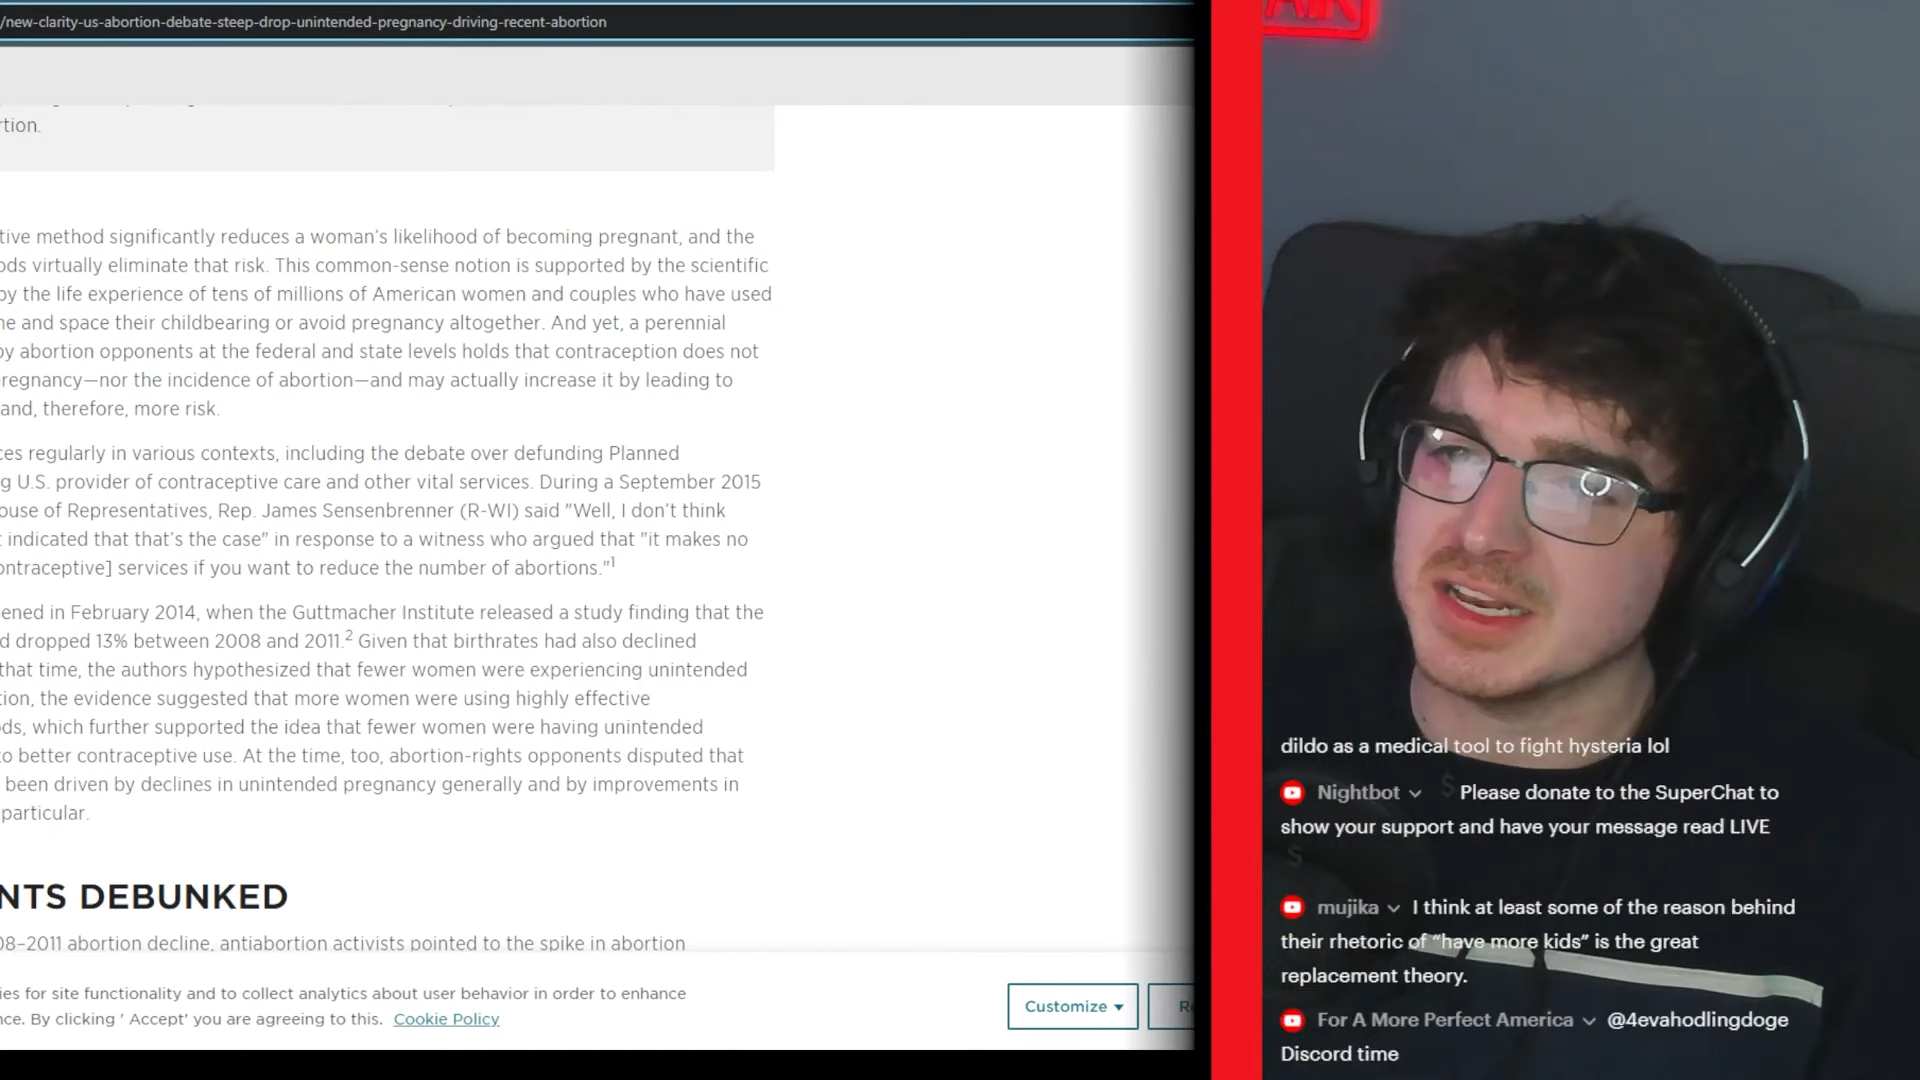 /new-clarity-us-abortion-debate-steep-drop-unintended-pregnancy-driving-recent-abortion
AIR
rtion.
tive method significantly reduces a woman's likelihood of becoming pregnant, and the
ods virtually eliminate that risk. This common-sense notion is supported by the scientific
by the life experience of tens of millions of American women and couples who have used
ne and space their childbearing or avoid pregnancy altogether. And yet, a perennial
by abortion opponents at the federal and state levels holds that contraception does not
regnancy—nor the incidence of abortion—and may actually increase it by leading to
and, therefore, more risk.
ces regularly in various contexts, including the debate over defunding Planned
g U.S. provider of contraceptive care and other vital services. During a September 2015
ouse of Representatives, Rep. James Sensenbrenner (R-WI) said "Well, I don't think
t indicated that that's the case" in response to a witness who argued that "it makes no
ontraceptive] services if you want to reduce the number of abortions."1
ened in February 2014, when the Guttmacher Institute released a study finding that the
d dropped 13% between 2008 and 2011.2 Given that birthrates had also declined
that time, the authors hypothesized that fewer women were experiencing unintended
tion, the evidence suggested that more women were using highly effective
ods, which further supported the idea that fewer women were having unintended
to better contraceptive use. At the time, too, abortion-rights opponents disputed that
been driven by declines in unintended pregnancy generally and by improvements in
particular.
NTS DEBUNKED
08–2011 abortion decline, antiabortion activists pointed to the spike in abortion
ies for site functionality and to collect analytics about user behavior in order to enhance
nce. By clicking ' Accept' you are agreeing to this. Cookie Policy
Customize
Re
dildo as a medical tool to fight hysteria lol
Nightbot $ Please donate to the SuperChat to
show your support and have your message read LIVE
$
mujika I think at least some of the reason behind
their rhetoric of “have more kids” is the great
replacement theory.
For A More Perfect America @4evahodlingdoge
Discord time